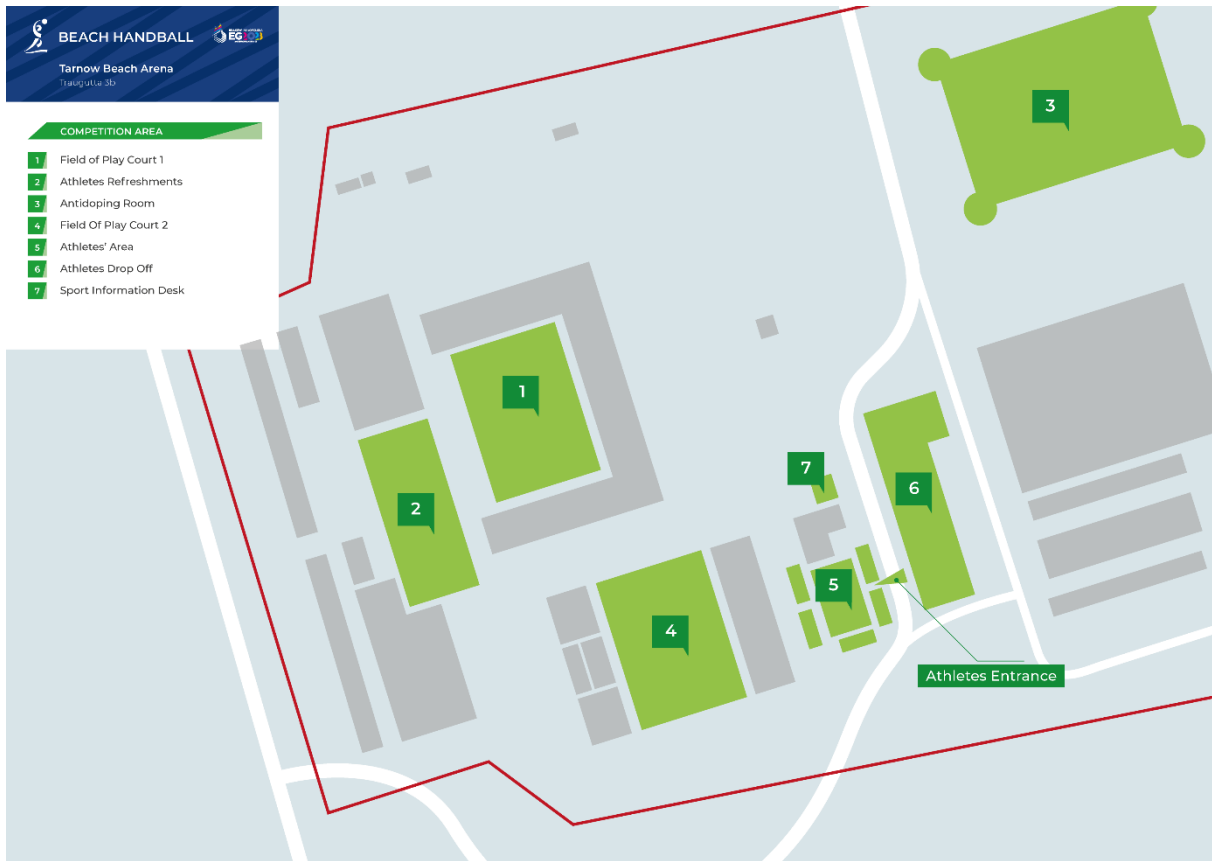 BEACH HANDBALL
EG2023
Tarnow Beach Arena
Traugutta 3b
COMPETITION AREA
1 Field of Play Court 1
2 Athletes Refreshments
3 Antidoping Room
4 Field Of Play Court 2
5 Athletes' Area
6 Athletes Drop Off
7 Sport Information Desk
3
1
7
6
2
5
4
Athletes Entrance